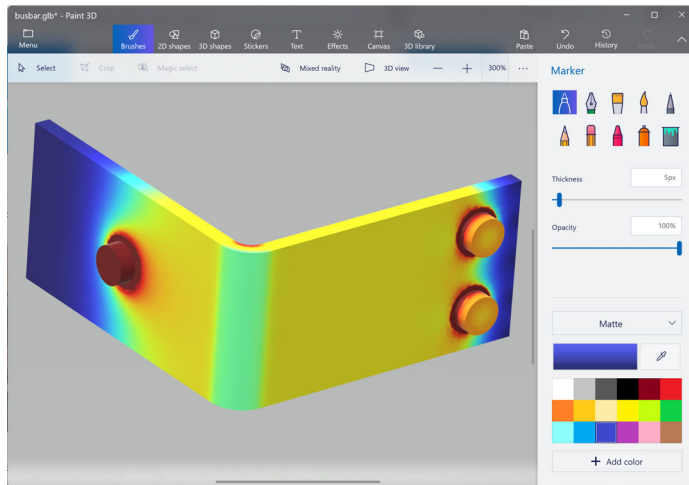 busbar.glb* - Paint 3D
Menu
Brushes
2D shapes
3D shapes
Stickers
Text
Effects
Canvas
3D library
Paste
Undo
History
Redo
Select
Crop
Magic select
Mixed reality
3D view
300%
Marker
Thickness
5px
Opacity
100%
Matte
Add color